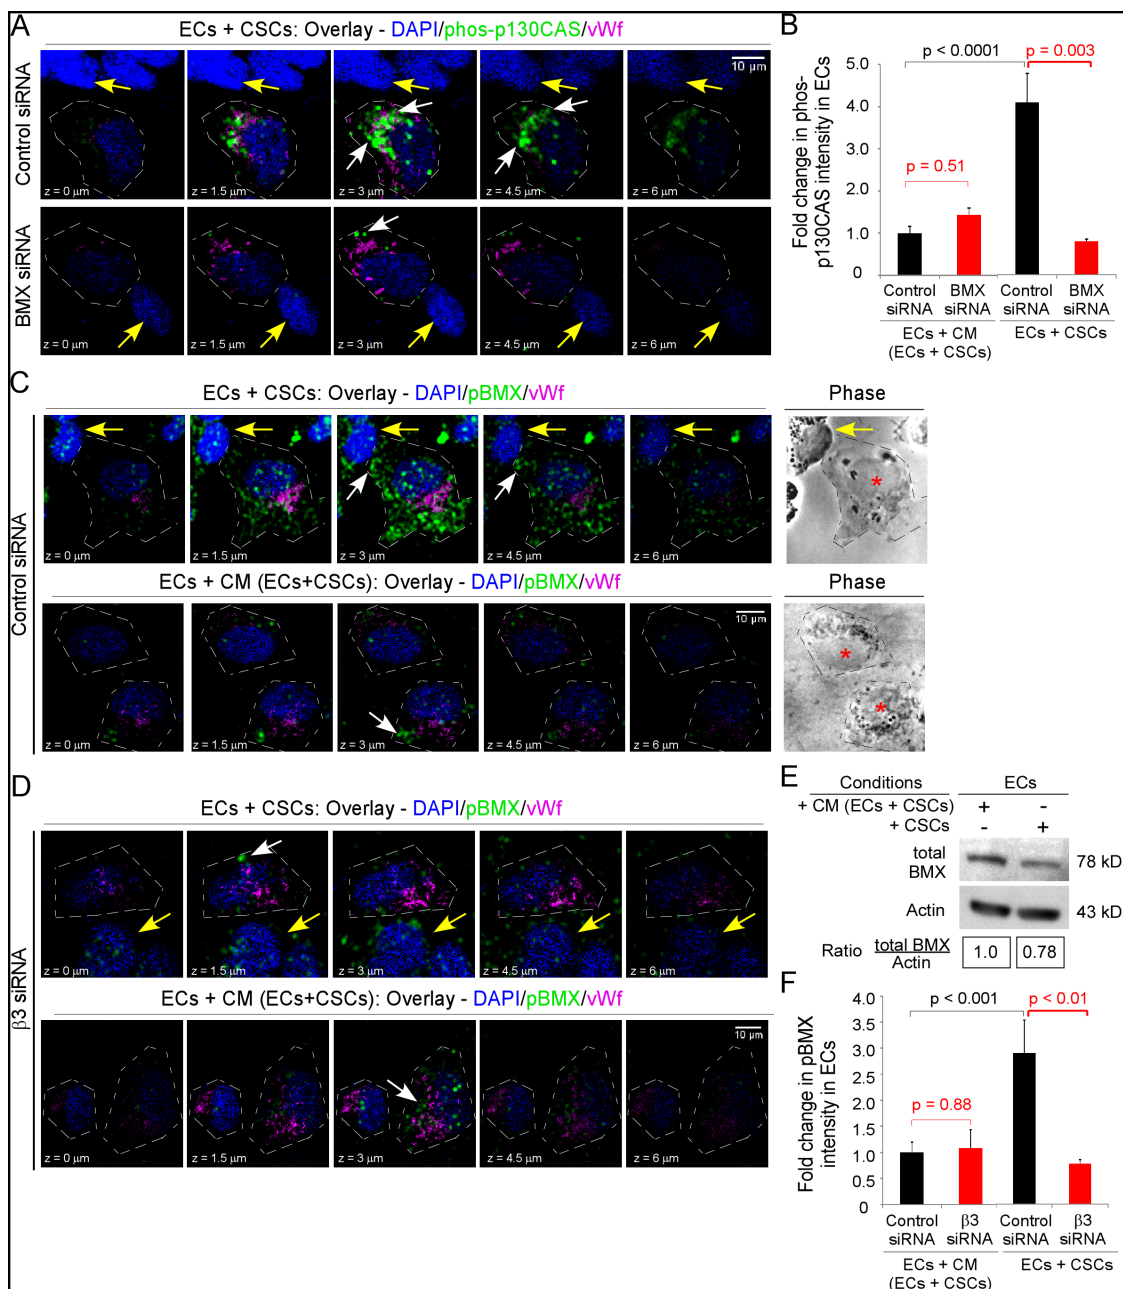 A
ECs + CSCs: Overlay - DAPI/phos-p130CAS/vWf
Control siRNA
10 µm
z = 0 µm
z = 1.5 µm
z = 3 µm
z = 4.5 µm
z = 6 µm
BMX siRNA
z = 0 µm
z = 1.5 µm
z = 3 µm
z = 4.5 µm
z = 6 µm
B
p < 0.0001
p = 0.003
p = 0.51
Fold change in phos-
p130CAS intensity in ECs
5.0
4.0
3.0
2.0
1.0
0
Control siRNA
BMX siRNA
Control siRNA
BMX siRNA
ECs + CM
(ECs + CSCs)
ECs + CSCs
C
Control siRNA
ECs + CSCs: Overlay - DAPI/pBMX/vWf
Phase
z = 0 µm
z = 1.5 µm
z = 3 µm
z = 4.5 µm
z = 6 µm
*
ECs + CM (ECs+CSCs): Overlay - DAPI/pBMX/vWf
Phase
10 µm
z = 0 µm
z = 1.5 µm
z = 3 µm
z = 4.5 µm
z = 6 µm
*
*
D
β3 siRNA
ECs + CSCs: Overlay - DAPI/pBMX/vWf
z = 0 µm
z = 1.5 µm
z = 3 µm
z = 4.5 µm
z = 6 µm
ECs + CM (ECs+CSCs): Overlay - DAPI/pBMX/vWf
10 µm
z = 0 µm
z = 1.5 µm
z = 3 µm
z = 4.5 µm
z = 6 µm
E
Conditions ECs
+ CM (ECs + CSCs) + -
+ CSCs - +
total
BMX
78 kD
Actin
43 kD
Ratio total BMX
Actin
1.0 0.78
F
p < 0.001
p < 0.01
p = 0.88
Fold change in pBMX
intensity in ECs
4.0
3.5
3.0
2.5
2.0
1.5
1.0
0.5
0
Control siRNA
β3 siRNA
Control siRNA
β3 siRNA
ECs + CM
(ECs + CSCs)
ECs + CSCs